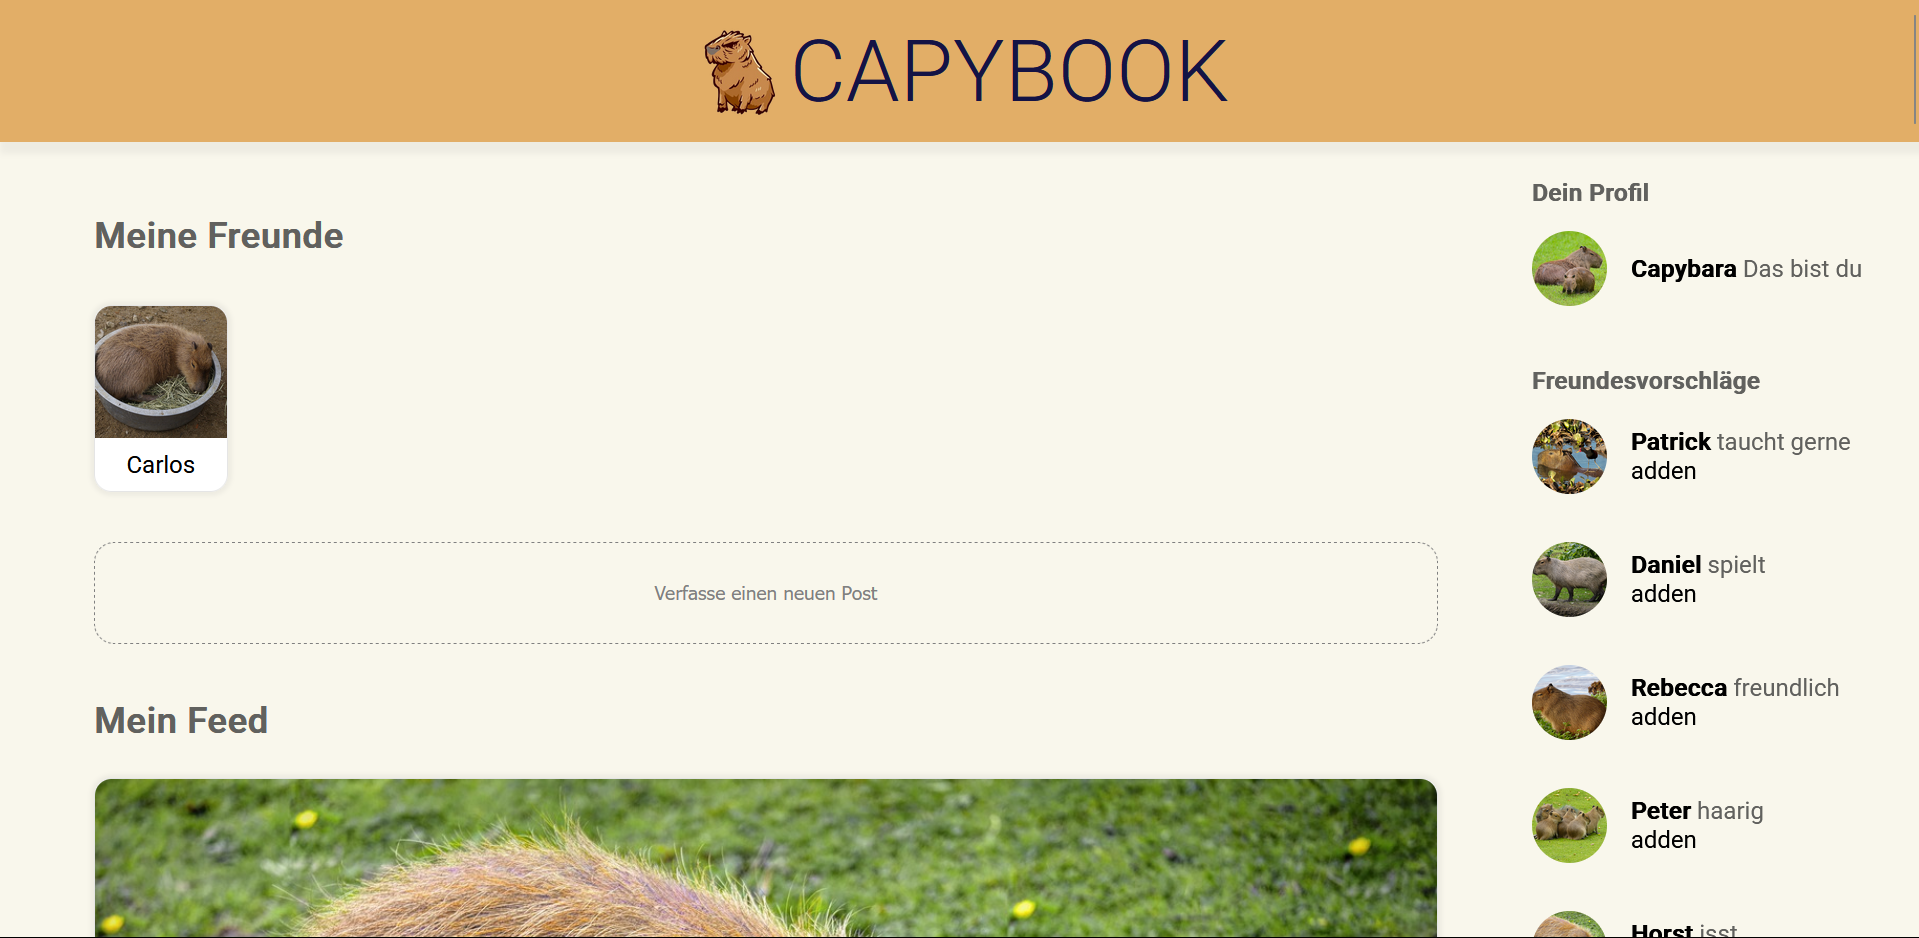 CAPYBOOK
Meine Freunde
Carlos
Verfasse einen neuen Post
Mein Feed
Dein Profil
Capybara Das bist du
Freundesvorschläge
Patrick taucht gerne
adden
Daniel spielt
adden
Rebecca freundlich
adden
Peter haarig
adden
Horst isst